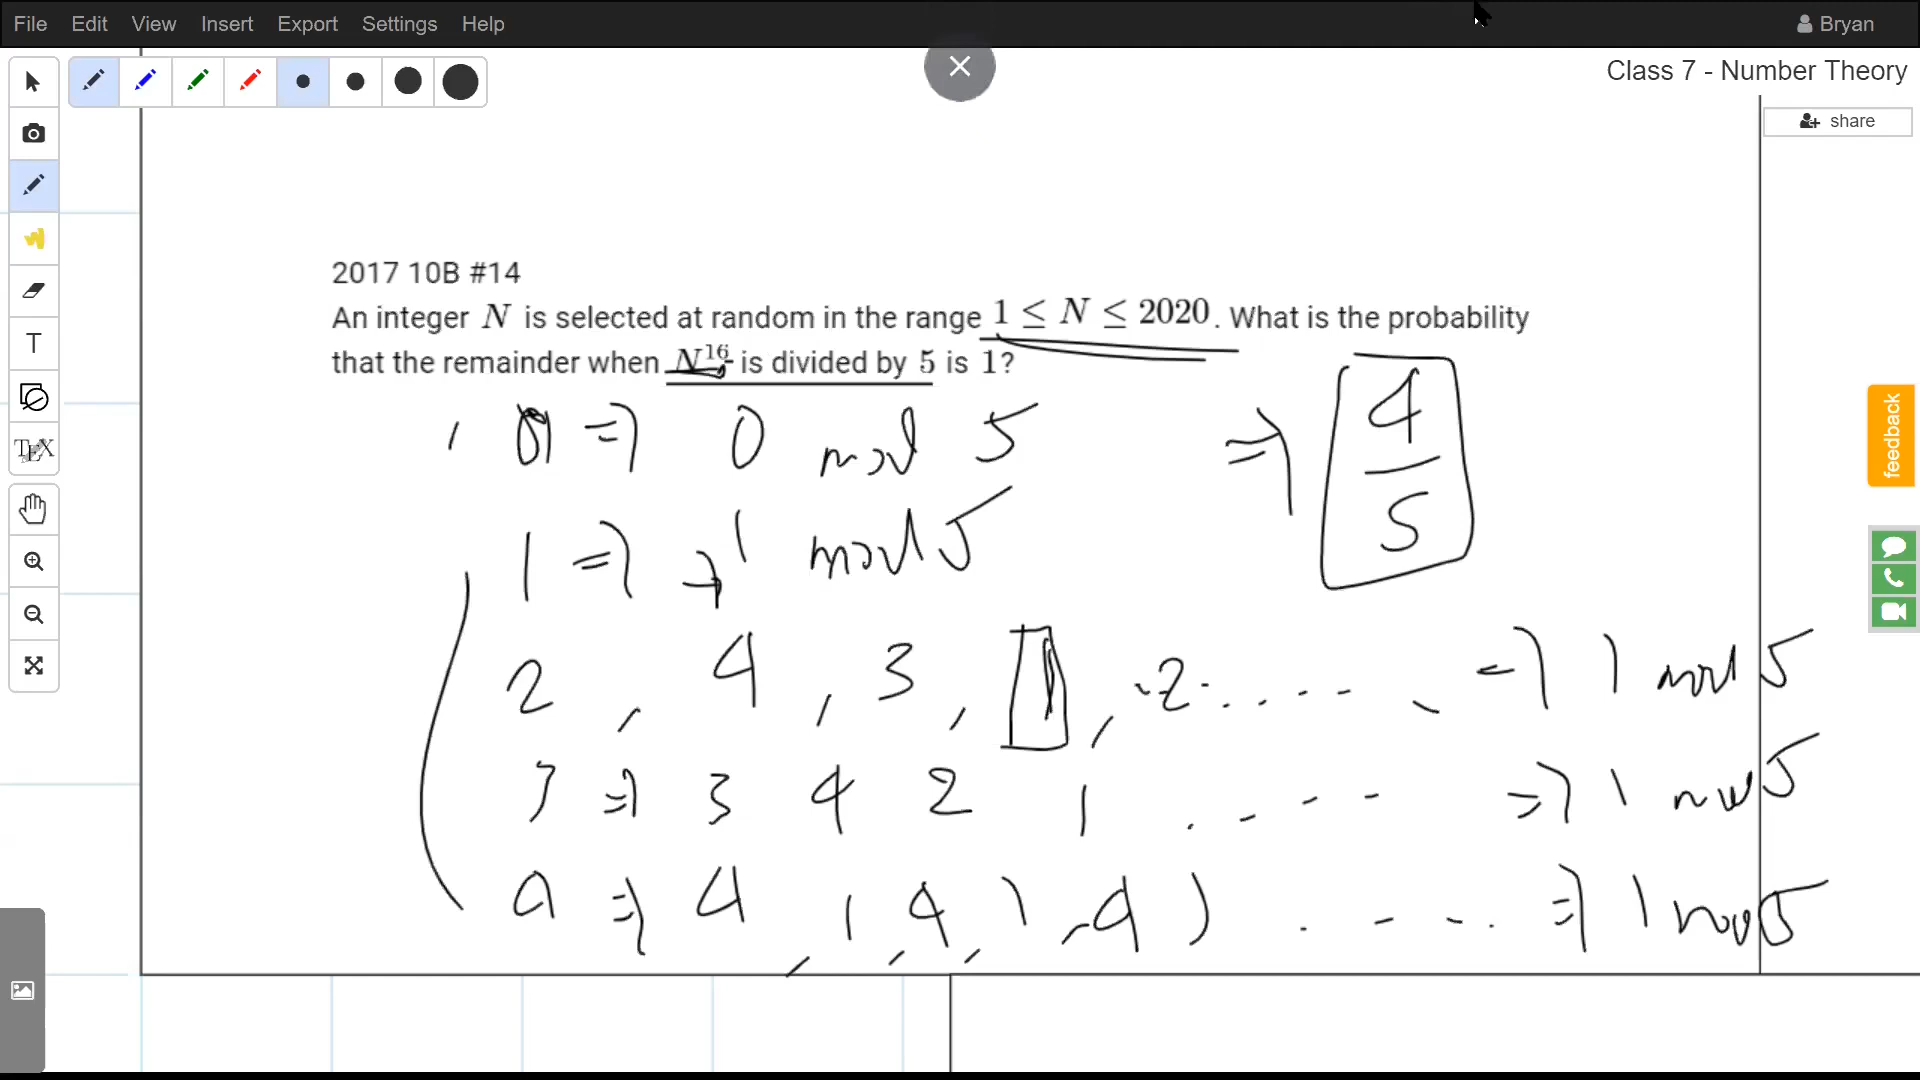 File Edit View Insert Export Settings Help Bryan
Class 7 - Number Theory
share
2017 10B #14
An integer N is selected at random in the range 1 ≤ N ≤ 2020. What is the probability
that the remainder when N^16 is divided by 5 is 1?
0 => 0 mod 5
=> 4/5
1 => 1 mod 5
2, 4, 3, 1, 2 . . . . . => 1 mod 5
3 => 3 4 2 1 . . . . => 1 mod 5
4 => 4, 1, 4, 1, 4, 1 . . . . => 1 mod 5
T
TEX
feedback